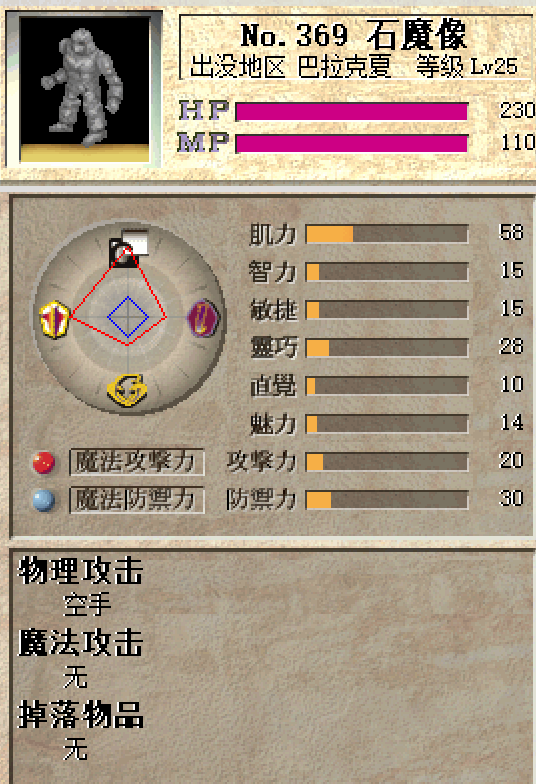 No. 369 石魔像
出没地区 巴拉克夏 等级 Lv25
HP 230
MP 110
肌力 58
智力 15
敏捷 15
靈巧 28
直覺 10
魅力 14
魔法攻擊力 攻擊力 20
魔法防禦力 防禦力 30
物理攻击
空手
魔法攻击
无
掉落物品
无